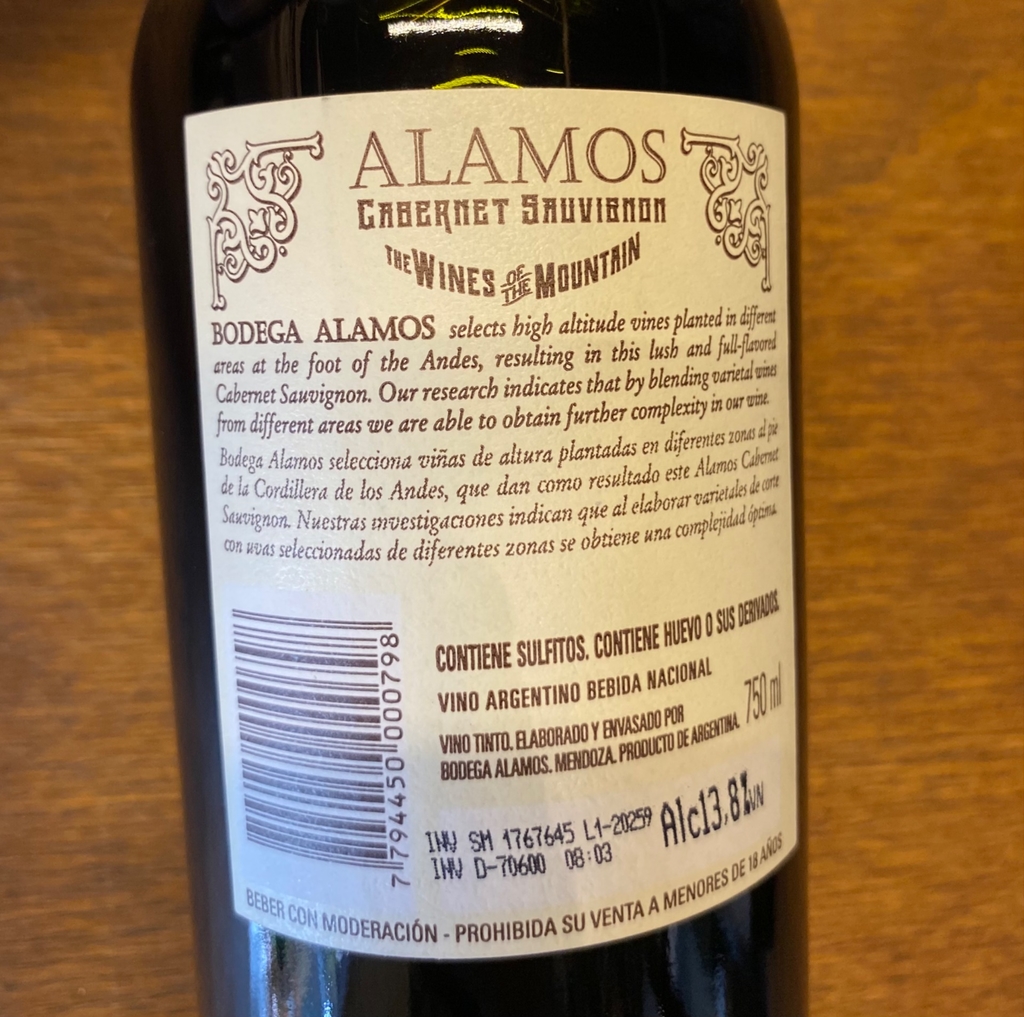 ALAMOS
CABERNET SAUVIGNON
THE WINES OF THE MOUNTAIN
BODEGA ALAMOS selects high altitude vines planted in different
areas at the foot of the Andes, resulting in this lush and full-flavored
Cabernet Sauvignon. Our research indicates that by blending varietal wines
from different areas we are able to obtain further complexity in our wine.
Bodega Alamos selecciona viñas de altura plantadas en diferentes zonas al pie
de la Cordillera de los Andes, que dan como resultado este Alamos Cabernet
Sauvignon. Nuestras investigaciones indican que al elaborar varietales de corte
con uvas seleccionadas de diferentes zonas se obtiene una complejidad óptima.
CONTIENE SULFITOS. CONTIENE HUEVO O SUS DERIVADOS.
VINO ARGENTINO BEBIDA NACIONAL
750 ml
VINO TINTO. ELABORADO Y ENVASADO POR
BODEGA ALAMOS. MENDOZA. PRODUCTO DE ARGENTINA.
7 794450 000798
INV SM 1767645 L1-20259 Alc13,8%V/V
INV D-70600 08:03
BEBER CON MODERACIÓN - PROHIBIDA SU VENTA A MENORES DE 18 AÑOS